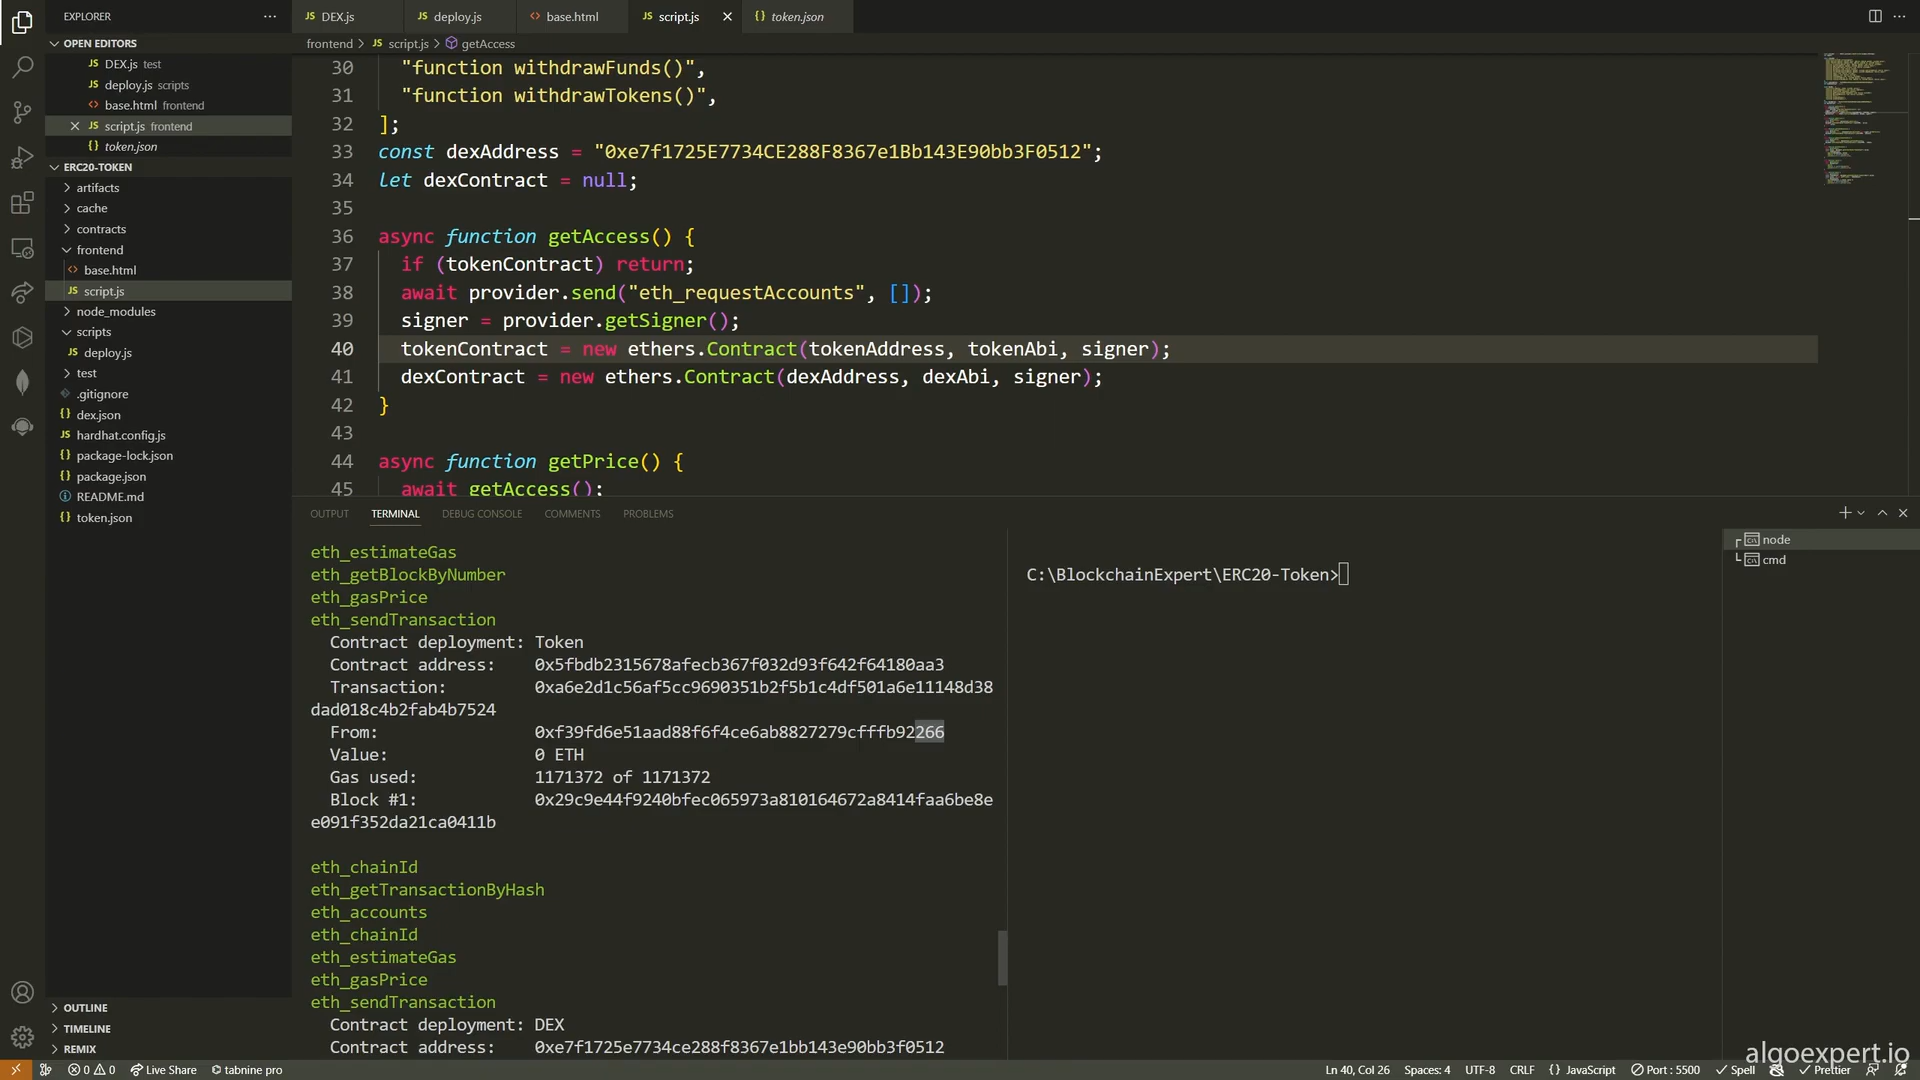 EXPLORER
DEX.js
deploy.js
base.html
script.js
token.json
OPEN EDITORS
DEX.js test
deploy.js scripts
base.html frontend
script.js frontend
token.json
ERC20-TOKEN
artifacts
cache
contracts
frontend
base.html
script.js
node_modules
scripts
deploy.js
test
.gitignore
dex.json
hardhat.config.js
package-lock.json
package.json
README.md
token.json
OUTLINE
TIMELINE
REMIX
frontend > JS script.js > getAccess
30 "function withdrawFunds()",
31 "function withdrawTokens()",
32 ];
33 const dexAddress = "0xe7f1725E7734CE288F8367e1Bb143E90bb3F0512";
34 let dexContract = null;
35
36 async function getAccess() {
37 if (tokenContract) return;
38 await provider.send("eth_requestAccounts", []);
39 signer = provider.getSigner();
40 tokenContract = new ethers.Contract(tokenAddress, tokenAbi, signer);
41 dexContract = new ethers.Contract(dexAddress, dexAbi, signer);
42 }
43
44 async function getPrice() {
45 await getAccess();
OUTPUT TERMINAL DEBUG CONSOLE COMMENTS PROBLEMS
eth_estimateGas
eth_getBlockByNumber
eth_gasPrice
eth_sendTransaction
Contract deployment: Token
Contract address: 0x5fbdb2315678afecb367f032d93f642f64180aa3
Transaction: 0xa6e2d1c56af5cc9690351b2f5b1c4df501a6e11148d38
dad018c4b2fab4b7524
From: 0xf39fd6e51aad88f6f4ce6ab8827279cfffb92266
Value: 0 ETH
Gas used: 1171372 of 1171372
Block #1: 0x29c9e44f9240bfec065973a810164672a8414faa6be8e
e091f352da21ca0411b
eth_chainId
eth_getTransactionByHash
eth_accounts
eth_chainId
eth_estimateGas
eth_gasPrice
eth_sendTransaction
Contract deployment: DEX
Contract address: 0xe7f1725e7734ce288f8367e1bb143e90bb3f0512
C:\BlockchainExpert\ERC20-Token>
node
cmd
algoexpert.io
0 0 Live Share tabnine pro
Ln 40, Col 26 Spaces: 4 UTF-8 CRLF {} JavaScript Port : 5500 Spell Prettier